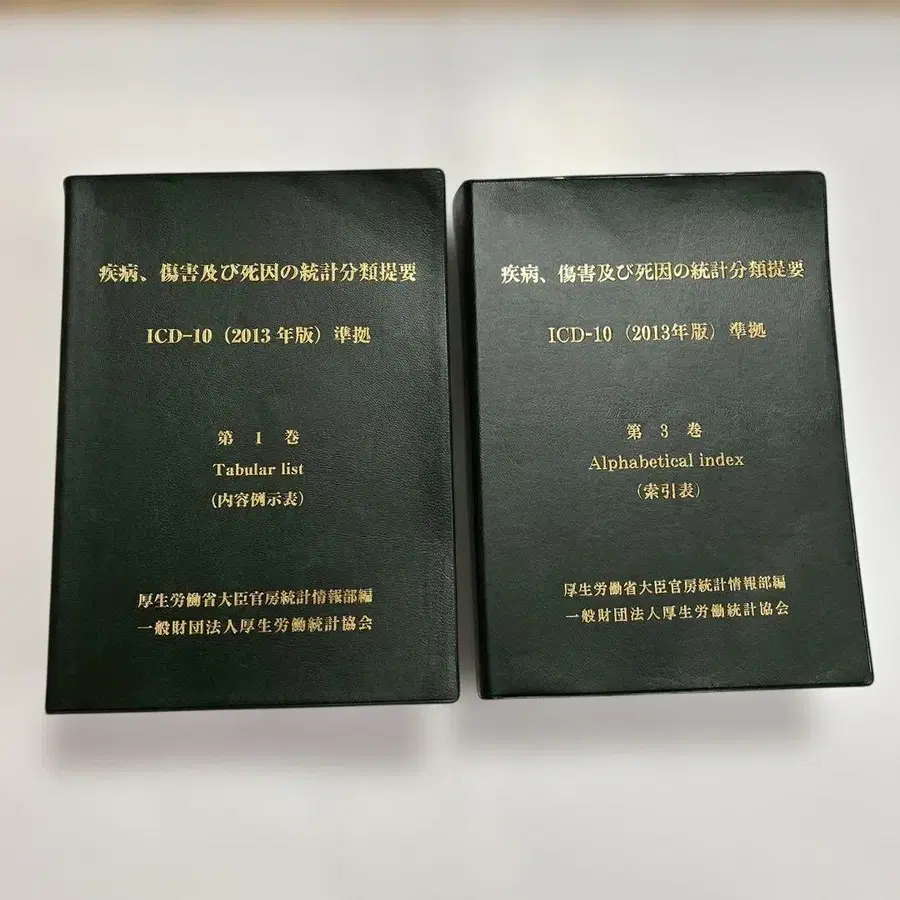 疾病、傷害及び死因の統計分類提要
ICD-10（2013 年版）準拠
第 1 巻
Tabular list
（内容例示表）
厚生労働省大臣官房統計情報部編
一般財団法人厚生労働統計協会
疾病、傷害及び死因の統計分類提要
ICD-10（2013年版）準拠
第 3 巻
Alphabetical index
（索引表）
厚生労働省大臣官房統計情報部編
一般財団法人厚生労働統計協会